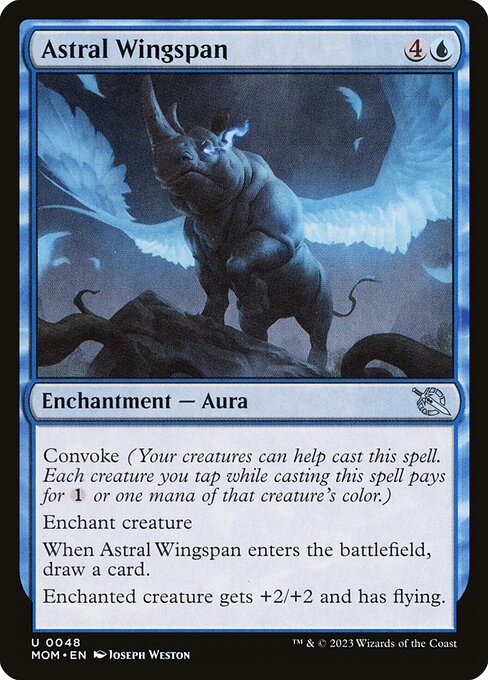 Astral Wingspan 4
Enchantment — Aura
Convoke (Your creatures can help cast this spell.
Each creature you tap while casting this spell pays
for 1 or one mana of that creature's color.)
Enchant creature
When Astral Wingspan enters the battlefield,
draw a card.
Enchanted creature gets +2/+2 and has flying.
U 0048
MOM • EN Joseph Weston
™ & © 2023 Wizards of the Coast